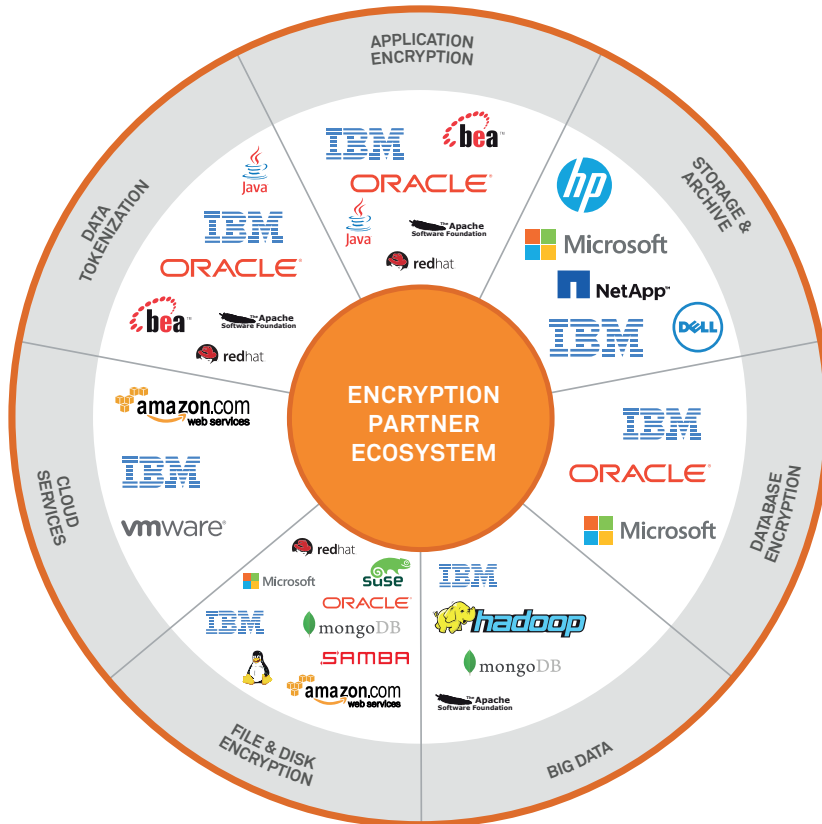 APPLICATION
ENCRYPTION
IBM
bea™
ORACLE®
Java
The Apache
Software Foundation
redhat
STORAGE &
ARCHIVE
hp
Microsoft
NetApp™
IBM
DELL
DATABASE
ENCRYPTION
IBM
ORACLE®
Microsoft
BIG DATA
IBM
hadoop
mongoDB
The Apache
Software Foundation
FILE & DISK
ENCRYPTION
redhat
Microsoft
SUSE
ORACLE®
IBM
mongoDB
SAMBA
amazon.com
web services
CLOUD
SERVICES
amazon.com
web services
IBM
vmware®
DATA
TOKENIZATION
Java
IBM
ORACLE®
bea™
The Apache
Software Foundation
redhat
ENCRYPTION
PARTNER
ECOSYSTEM